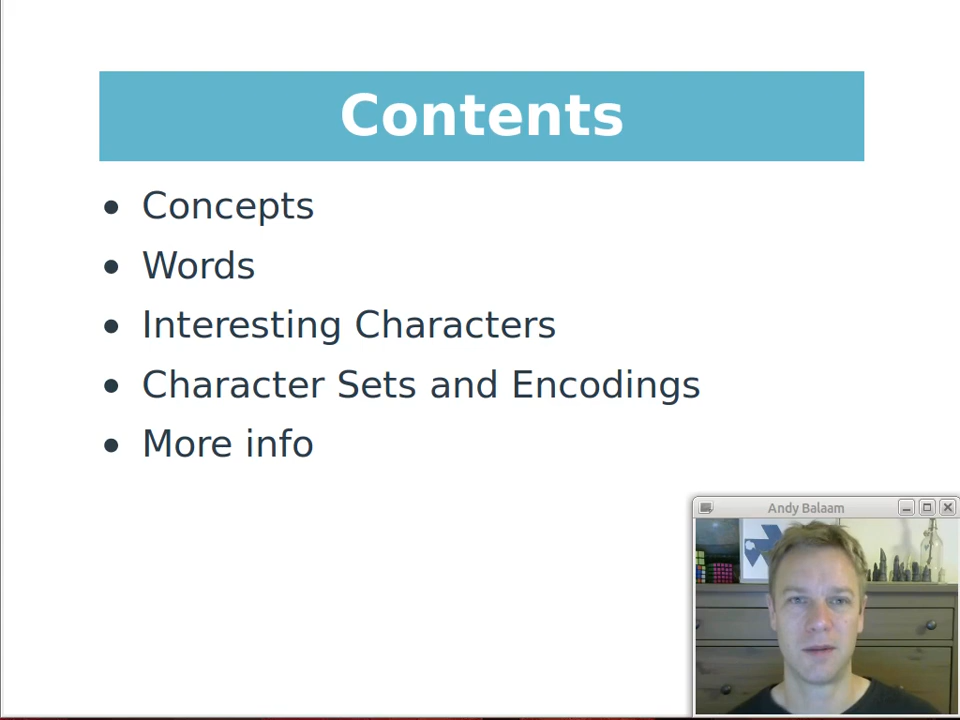 Contents
Concepts
Words
Interesting Characters
Character Sets and Encodings
More info
Andy Balaam